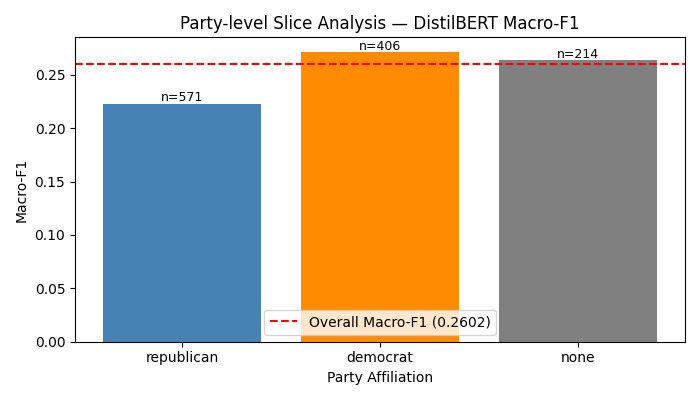 Party-level Slice Analysis — DistilBERT Macro-F1
n=406
n=214
n=571
0.25
0.20
0.15
0.10
0.05
0.00
Macro-F1
Overall Macro-F1 (0.2602)
republican
democrat
none
Party Affiliation